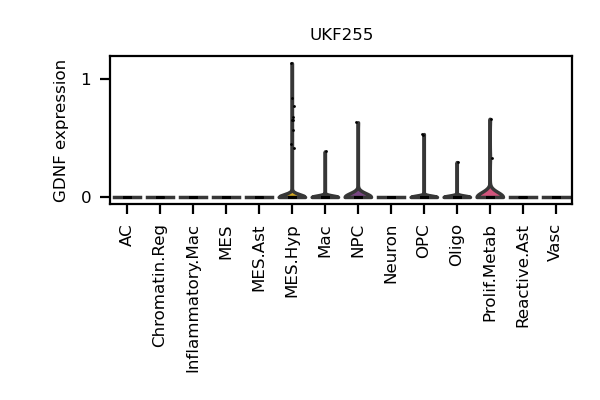 UKF255
GDNF expression
1
0
AC
Chromatin.Reg
Inflammatory.Mac
MES
MES.Ast
MES.Hyp
Mac
NPC
Neuron
OPC
Oligo
Prolif.Metab
Reactive.Ast
Vasc